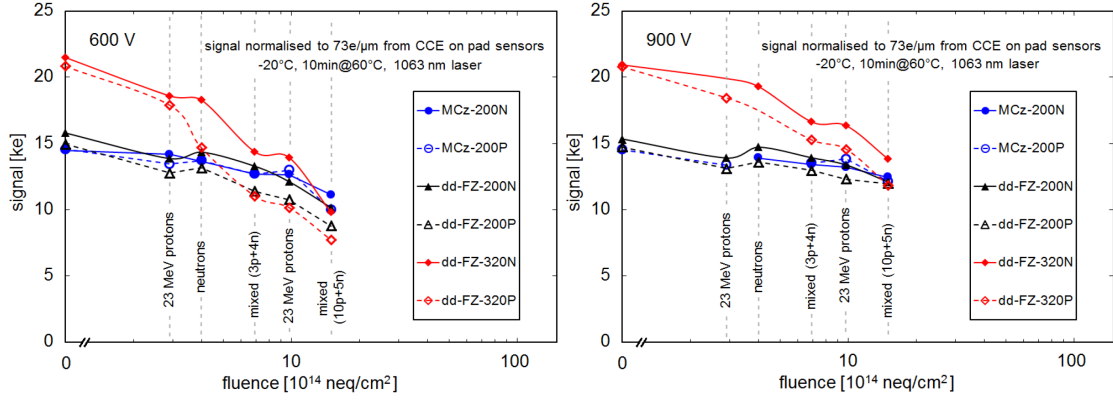 600 V
signal normalised to 73e/μm from CCE on pad sensors
-20°C, 10min@60°C, 1063 nm laser
signal [ke]
25
20
15
10
5
0
MCz-200N
MCz-200P
dd-FZ-200N
dd-FZ-200P
dd-FZ-320N
dd-FZ-320P
23 MeV protons
neutrons
mixed (3p+4n)
23 MeV protons
mixed
(10p+5n)
0
10
100
fluence [10¹⁴ neq/cm²]
900 V
signal normalised to 73e/μm from CCE on pad sensors
-20°C, 10min@60°C, 1063 nm laser
signal [ke]
25
20
15
10
5
0
MCz-200N
MCz-200P
dd-FZ-200N
dd-FZ-200P
dd-FZ-320N
dd-FZ-320P
23 MeV protons
neutrons
mixed (3p+4n)
23 MeV protons
mixed (10p+5n)
0
10
100
fluence [10¹⁴ neq/cm²]